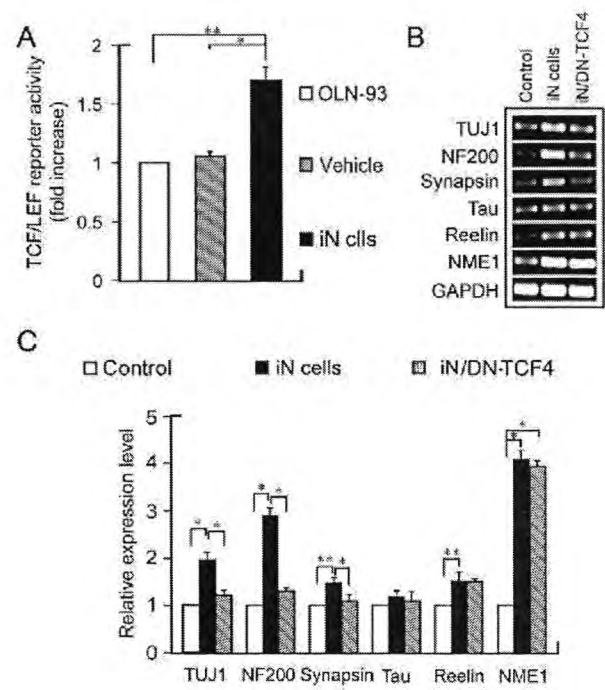 A
TCF/LEF reporter activity
(fold increase)
2
1.5
1
0.5
0
**
*
OLN-93
Vehicle
iN clls
B
Control
iN cells
iN/DN-TCF4
TUJ1
NF200
Synapsin
Tau
Reelin
NME1
GAPDH
C
Control iN cells iN/DN-TCF4
Relative expression level
5
4
3
2
1
0
* *
* *
** *
**
* *
TUJ1 NF200 Synapsin Tau Reelin NME1